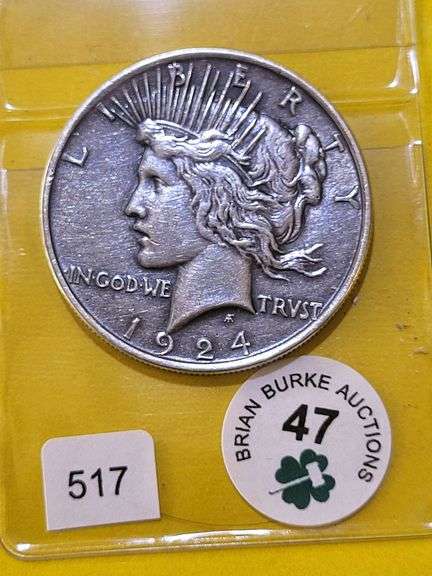 LIBERTY
IN·GOD·WE TRVST
1924
517
BRIAN BURKE AUCTIONS
47